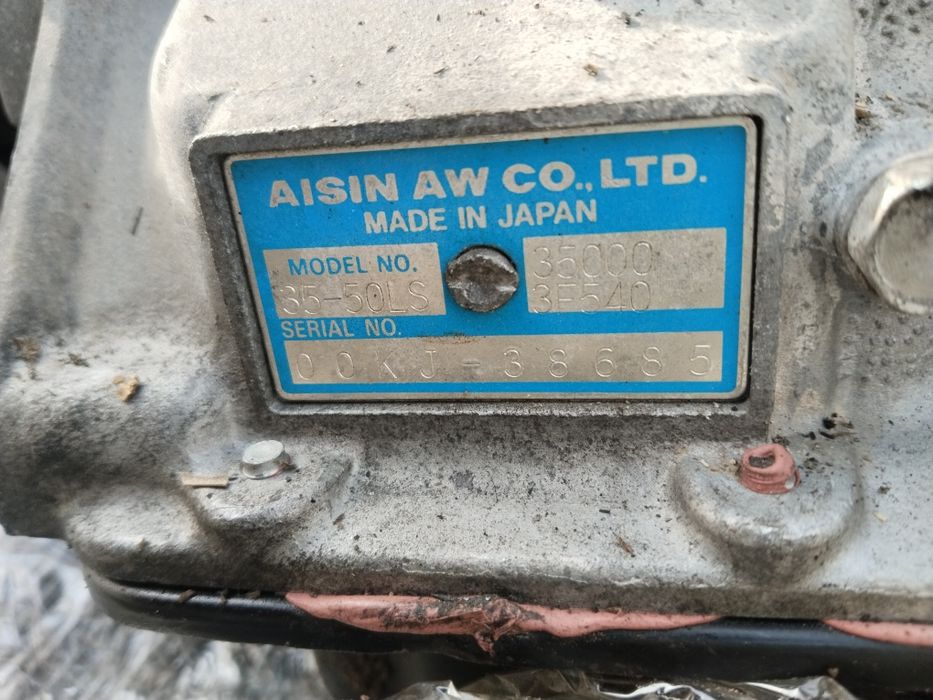 AISIN AW CO., LTD.
MADE IN JAPAN
MODEL NO.
35-50LS
35000
3F540
SERIAL NO.
00KJ-38685